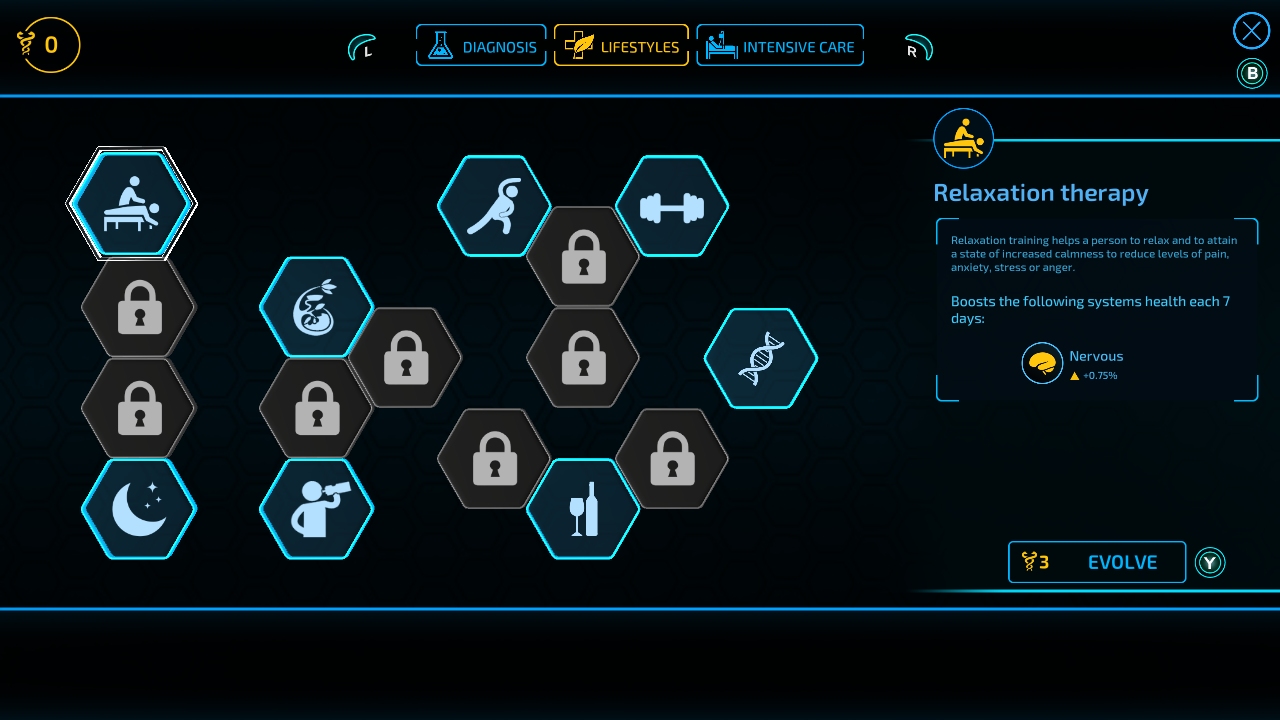 0
L
DIAGNOSIS
LIFESTYLES
INTENSIVE CARE
R
B
Relaxation therapy
Relaxation training helps a person to relax and to attain
a state of increased calmness to reduce levels of pain,
anxiety, stress or anger.
Boosts the following systems health each 7
days:
Nervous
+0.75%
3 EVOLVE
Y